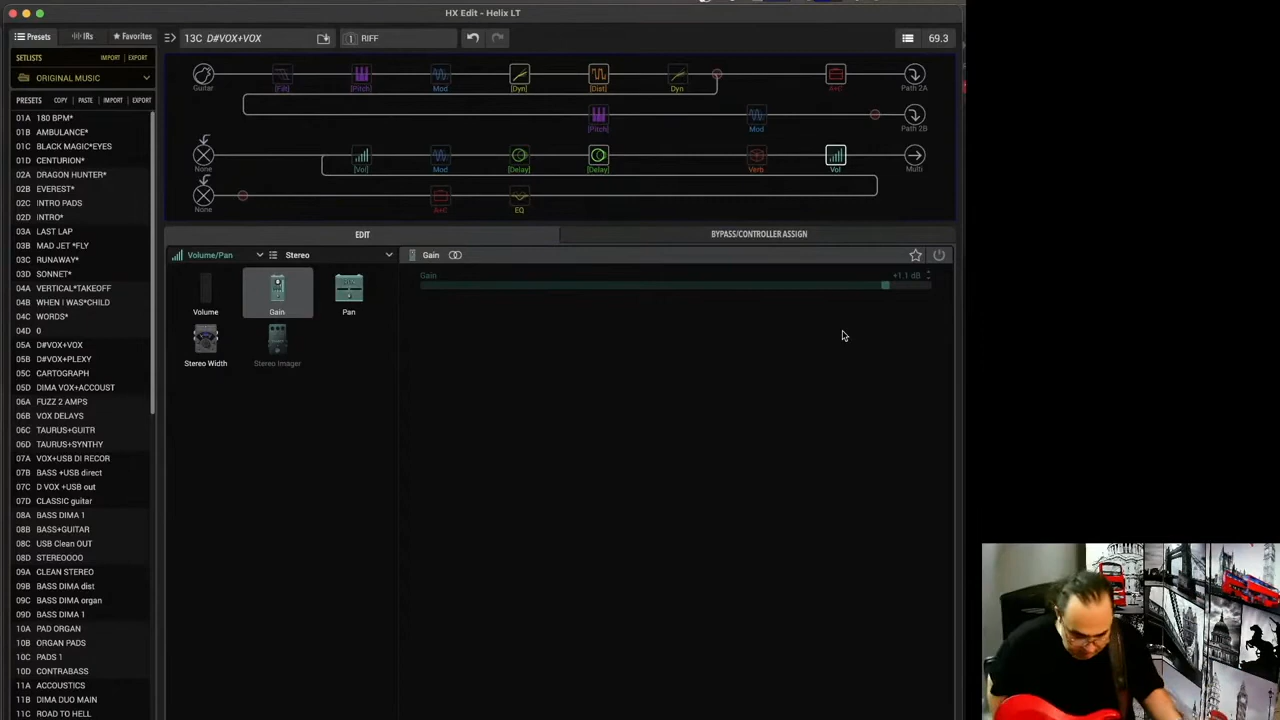 HX Edit - Helix LT
Presets IRs Favorites
SETLISTS IMPORT EXPORT
ORIGINAL MUSIC
PRESETS COPY PASTE IMPORT EXPORT
01A 180 BPM*
01B AMBULANCE*
01C BLACK MAGIC*EYES
01D CENTURION*
02A DRAGON HUNTER*
02B EVEREST*
02C INTRO PADS
02D INTRO*
03A LAST LAP
03B MAD JET *FLY
03C RUNAWAY*
03D SONNET*
04A VERTICAL*TAKEOFF
04B WHEN I WAS*CHILD
04C WORDS*
04D 0
05A D#VOX+VOX
05B D#VOX+PLEXY
05C CARTOGRAPH
05D DIMA VOX+ACCOUST
06A FUZZ 2 AMPS
06B VOX DELAYS
06C TAURUS+GUITR
06D TAURUS+SYNTHY
07A VOX+USB DI RECOR
07B BASS +USB direct
07C D VOX +USB out
07D CLASSIC guitar
08A BASS DIMA 1
08B BASS+GUITAR
08C USB Clean OUT
08D STEREOOOO
09A CLEAN STEREO
09B BASS DIMA dist
09C BASS DIMA organ
09D BASS DIMA 1
10A PAD ORGAN
10B ORGAN PADS
10C PADS 1
10D CONTRABASS
11A ACCOUSTICS
11B DIMA DUO MAIN
11C ROAD TO HELL
13C D#VOX+VOX 1 RIFF 69.3
Guitar [Filt] [Pitch] Mod [Dyn] [Dist] Dyn A+C Path 2A
[Pitch] Mod Path 2B
None [Vol] Mod [Delay] [Delay] Verb Vol Multi
None A+C EQ
EDIT BYPASS/CONTROLLER ASSIGN
Volume/Pan Stereo Gain
Gain +1.1 dB
Volume Gain Pan
Stereo Width Stereo Imager